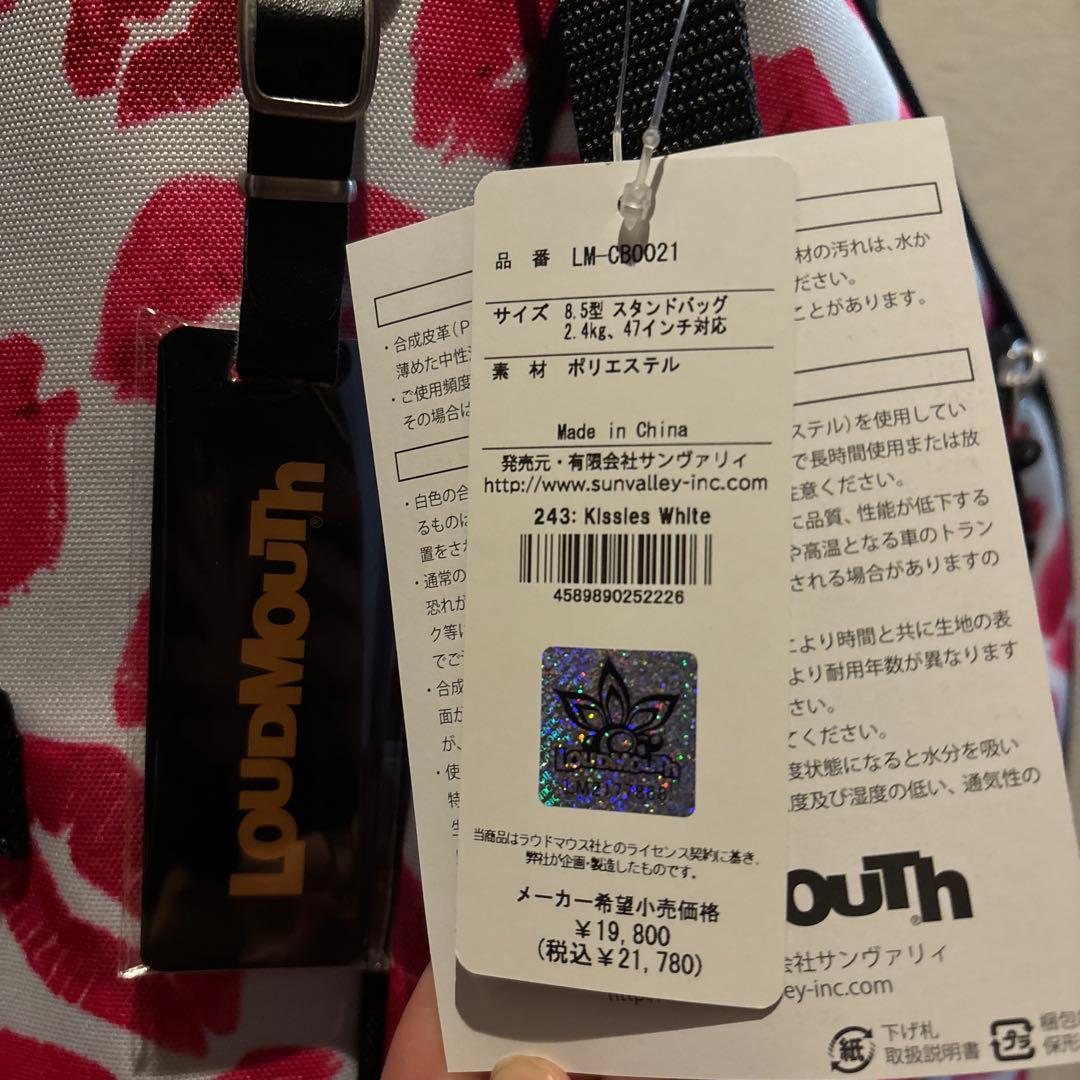 品 番 LM-CB0021
サイズ 8.5型 スタンドバッグ
2.4kg、47インチ対応
素 材 ポリエステル
Made in China
発売元・有限会社サンヴァリィ
http://www.sunvalley-inc.com
243: Kissies White
4589890252226
LOUDMOUTH
当商品はラウドマウス社とのライセンス契約に基き、
弊社が企画・製造したものです。
メーカー希望小売価格
¥19,800
(税込¥21,780)
LOUDMOUTH®
・合成皮革(P
薄めた中性
・ご使用頻度
その場合は
・白色の合
るものは
置をさ
・通常の
恐れが
ク等に
でご
・合成
面が
が、
・使
特
材の汚れは、水か
ださい。
ことがあります。
ステル)を使用してい
で長時間使用または放
注意ください。
に品質、性能が低下する
や高温となる車のトラン
される場合がありますの
により時間と共に生地の表
より耐用年数が異なります
さい。
てください。
度状態になると水分を吸い
度及び湿度の低い、通気性の
OUTh®
会社サンヴァリィ
ey-inc.com
紙
下げ札
取扱説明書
プラ
梱包
保形